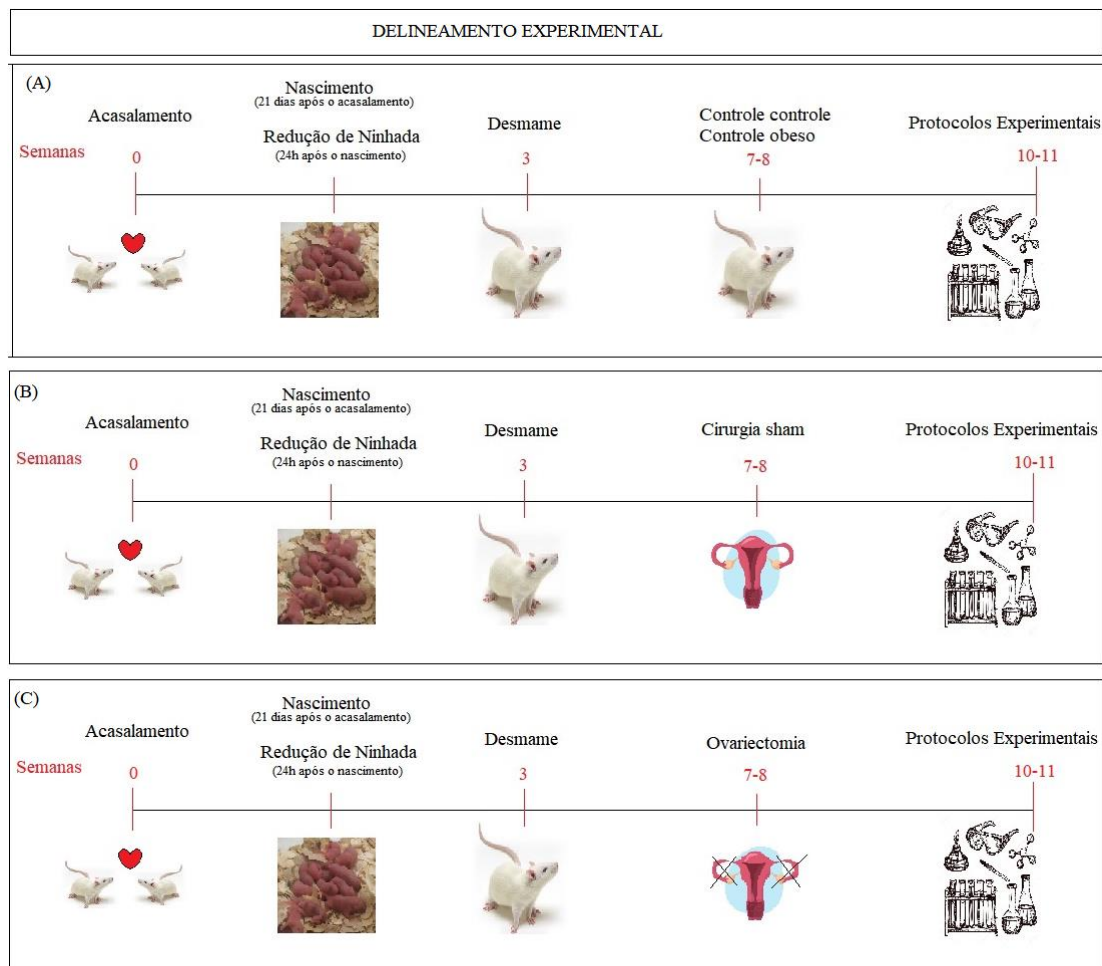 DELINEAMENTO EXPERIMENTAL
(A)
Acasalamento
Nascimento
(21 dias após o acasalamento)
Redução de Ninhada
(24h após o nascimento)
Desmame
Controle controle
Controle obeso
Protocolos Experimentais
Semanas
0
3
7-8
10-11
(B)
Acasalamento
Nascimento
(21 dias após o acasalamento)
Redução de Ninhada
(24h após o nascimento)
Desmame
Cirurgia sham
Protocolos Experimentais
Semanas
0
3
7-8
10-11
(C)
Acasalamento
Nascimento
(21 dias após o acasalamento)
Redução de Ninhada
(24h após o nascimento)
Desmame
Ovariectomia
Protocolos Experimentais
Semanas
0
3
7-8
10-11